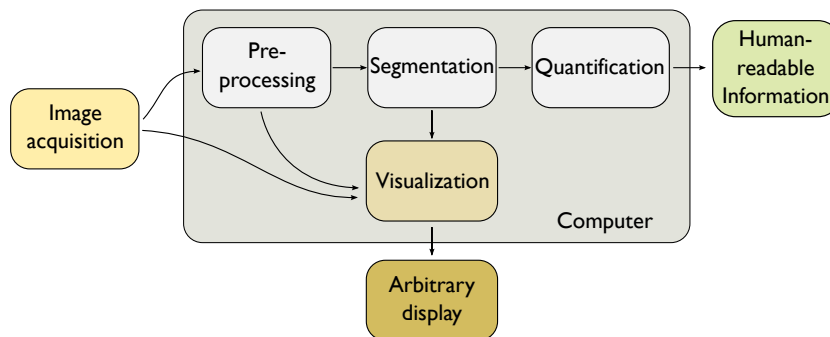 Pre-
processing
Segmentation
Quantification
Human-
readable
Information
Image
acquisition
Visualization
Computer
Arbitrary
display